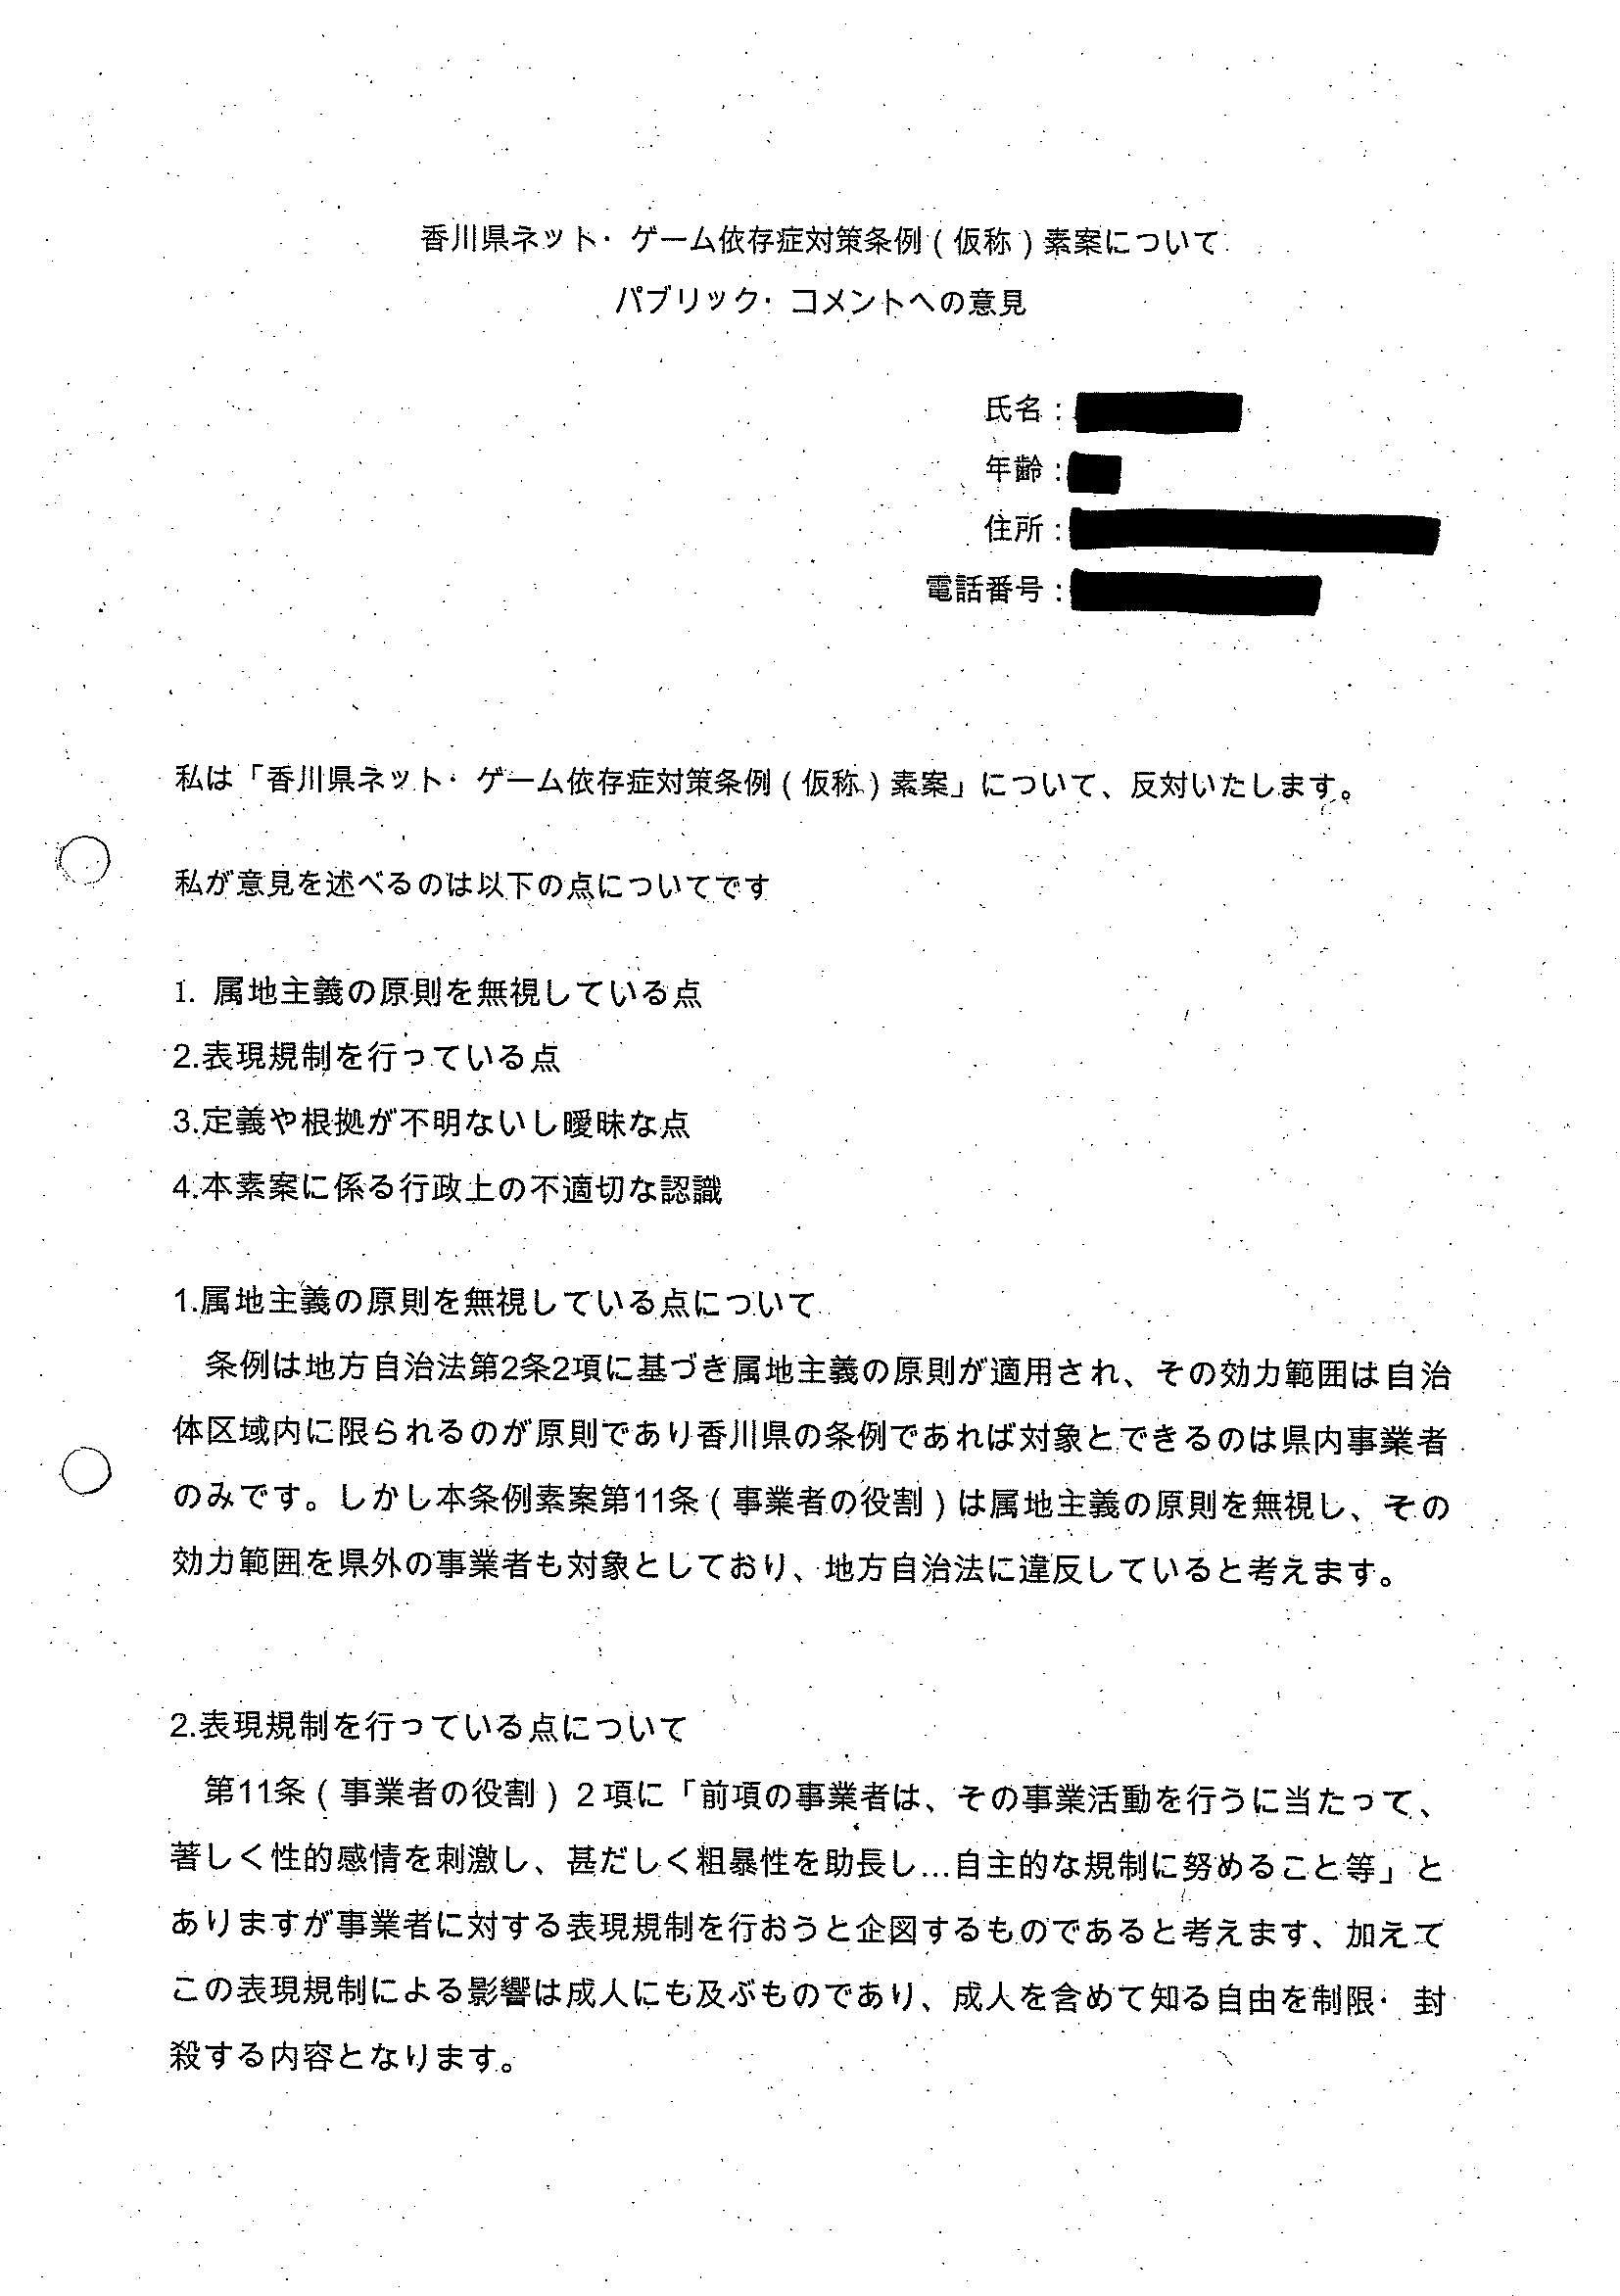 香川県ネット・ゲーム依存症対策条例（仮称）素案について
パブリック・コメントへの意見
氏名：
年齢：
住所：
電話番号：
私は「香川県ネット・ゲーム依存症対策条例（仮称）素案」について、反対いたします。
私が意見を述べるのは以下の点についてです
1. 属地主義の原則を無視している点
2.表現規制を行っている点
3.定義や根拠が不明ないし曖昧な点
4.本素案に係る行政上の不適切な認識
1.属地主義の原則を無視している点について
条例は地方自治法第2条2項に基づき属地主義の原則が適用され、その効力範囲は自治
体区域内に限られるのが原則であり香川県の条例であれば対象とできるのは県内事業者
のみです。しかし本条例素案第11条（事業者の役割）は属地主義の原則を無視し、その
効力範囲を県外の事業者も対象としており、地方自治法に違反していると考えます。
2.表現規制を行っている点について
第11条（事業者の役割）２項に「前項の事業者は、その事業活動を行うに当たって、
著しく性的感情を刺激し、甚だしく粗暴性を助長し...自主的な規制に努めること等」と
ありますが事業者に対する表現規制を行おうと企図するものであると考えます、加えて
この表現規制による影響は成人にも及ぶものであり、成人を含めて知る自由を制限・封
殺する内容となります。